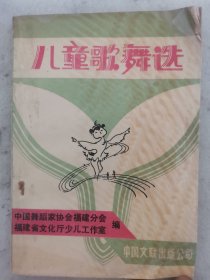 儿童歌舞选
中国舞蹈家协会福建分会
福建省文化厅少儿工作室
编
中国文联出版公司